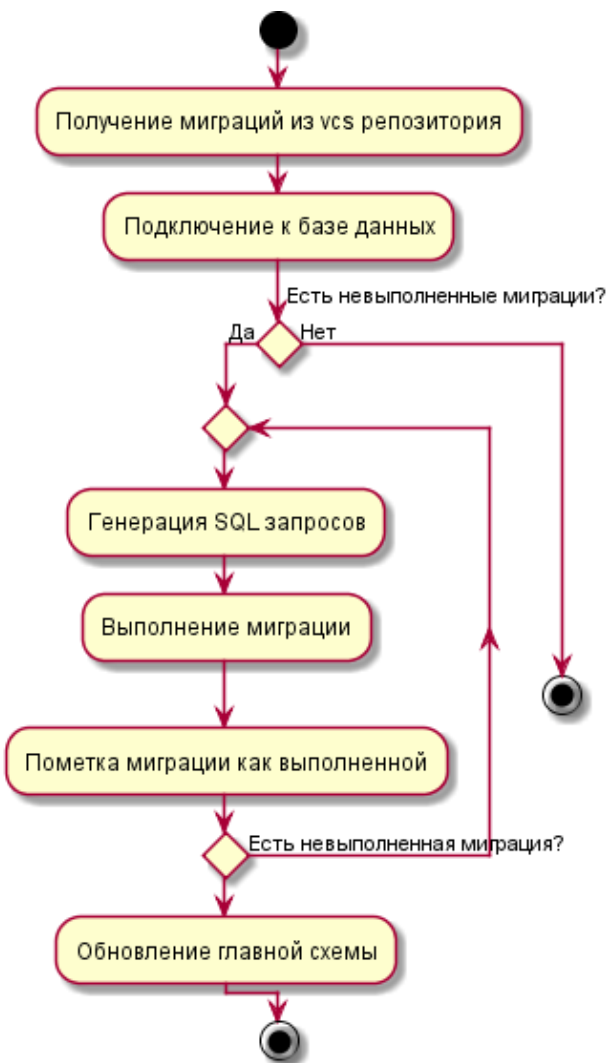 Получение миграций из vcs репозитория
Подключение к базе данных
Есть невыполненные миграции?
Да
Нет
Генерация SQL запросов
Выполнение миграции
Пометка миграции как выполненной
Есть невыполненная миграция?
Обновление главной схемы